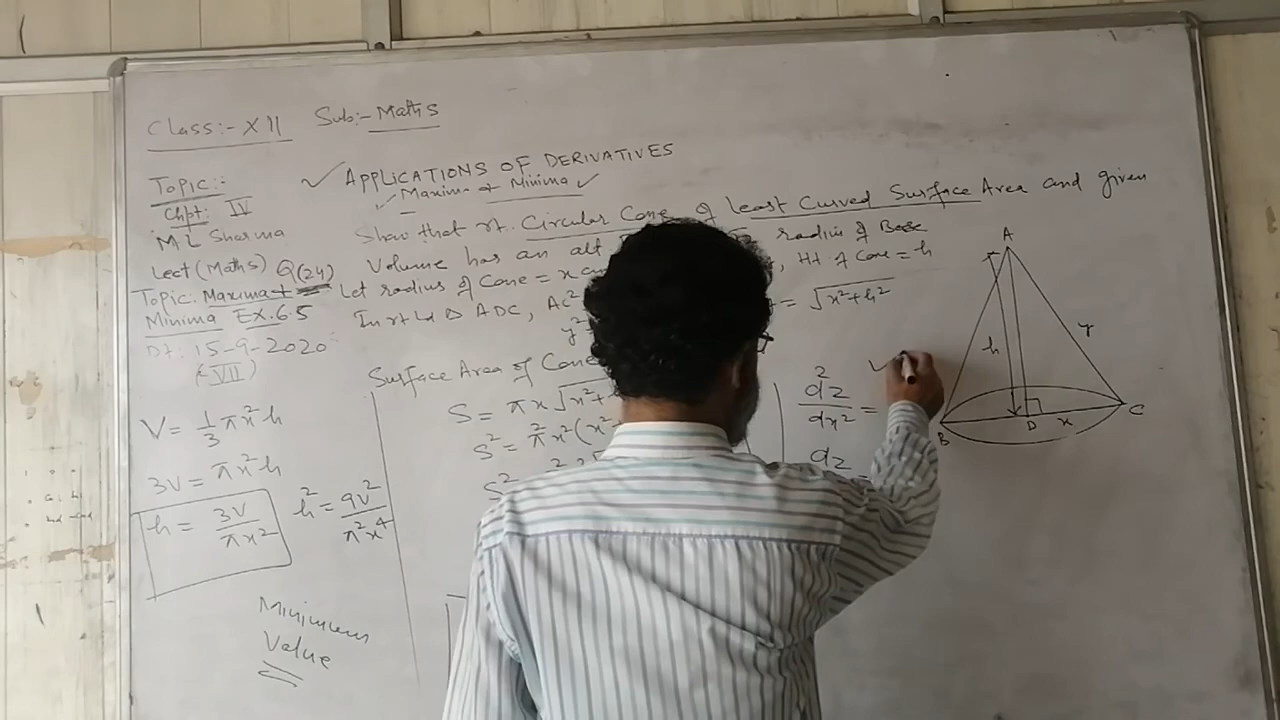 Class:- XII Sub:- Maths
Topic:-
✓ APPLICATIONS OF DERIVATIVES
✓ Maxima + Minima ✓
Chpt: IV
M L Sharma
Lect (Maths) Q(24)
Topic. Maxima +
Minima EX.6.5
Dt: 15-9-2020
(VII)
Show that rt. Circular Cone of least Curved Surface Area and given
Volume has an alt radius of Base
Let radius of Cone = x cm , Ht of Cone = h
In rt Ld D ADC, AC² = √x²+h²
y²
Surface Area of Cone
S = πx√x²+
S² = π²x²(x²
S²
V = 1/3 πx²h
3V = πx²h
h = 3V/πx²
h² = 9V²/π²x⁴
Minimum
Value
d²z/dx² =
dz
A
h
y
B
D
x
C